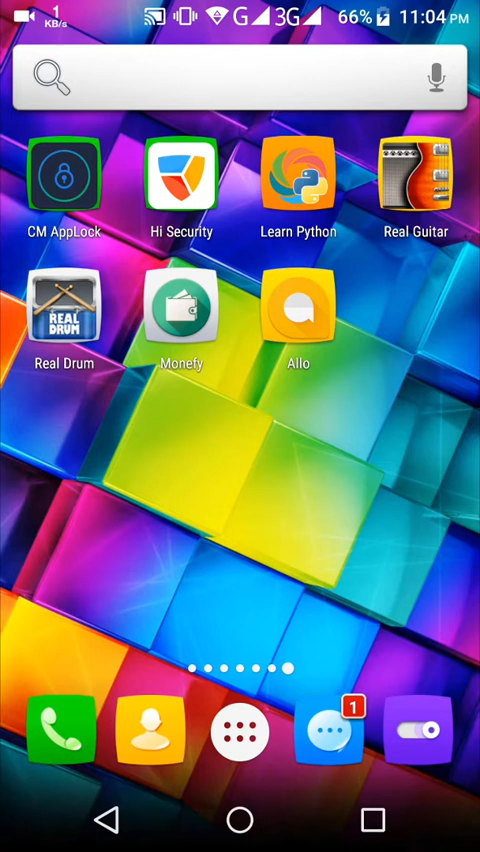 1
KB/s
G
3G
66%
11:04 PM
CM AppLock
Hi Security
Learn Python
Real Guitar
REAL
DRUM
Real Drum
Monefy
Allo
1